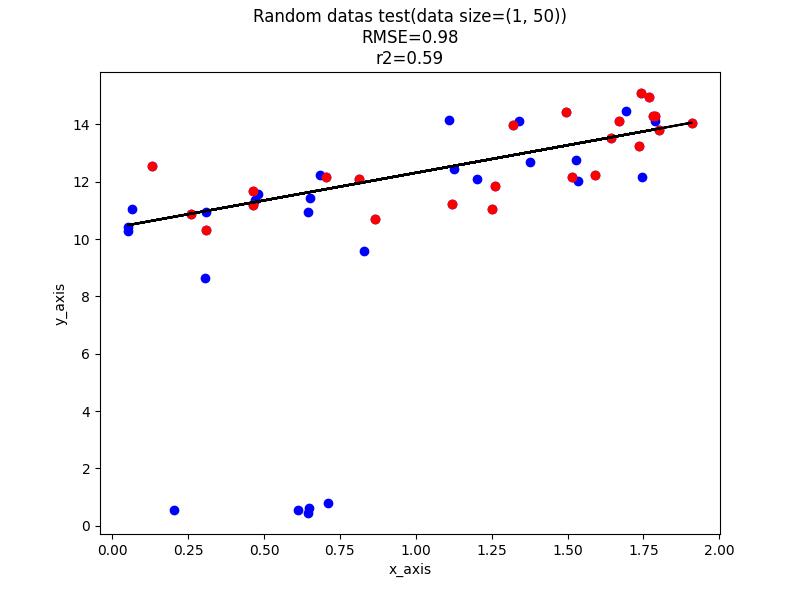 Random datas test(data size=(1, 50))
RMSE=0.98
r2=0.59
14
12
10
8
6
4
2
0
y_axis
0.00 0.25 0.50 0.75 1.00 1.25 1.50 1.75 2.00
x_axis